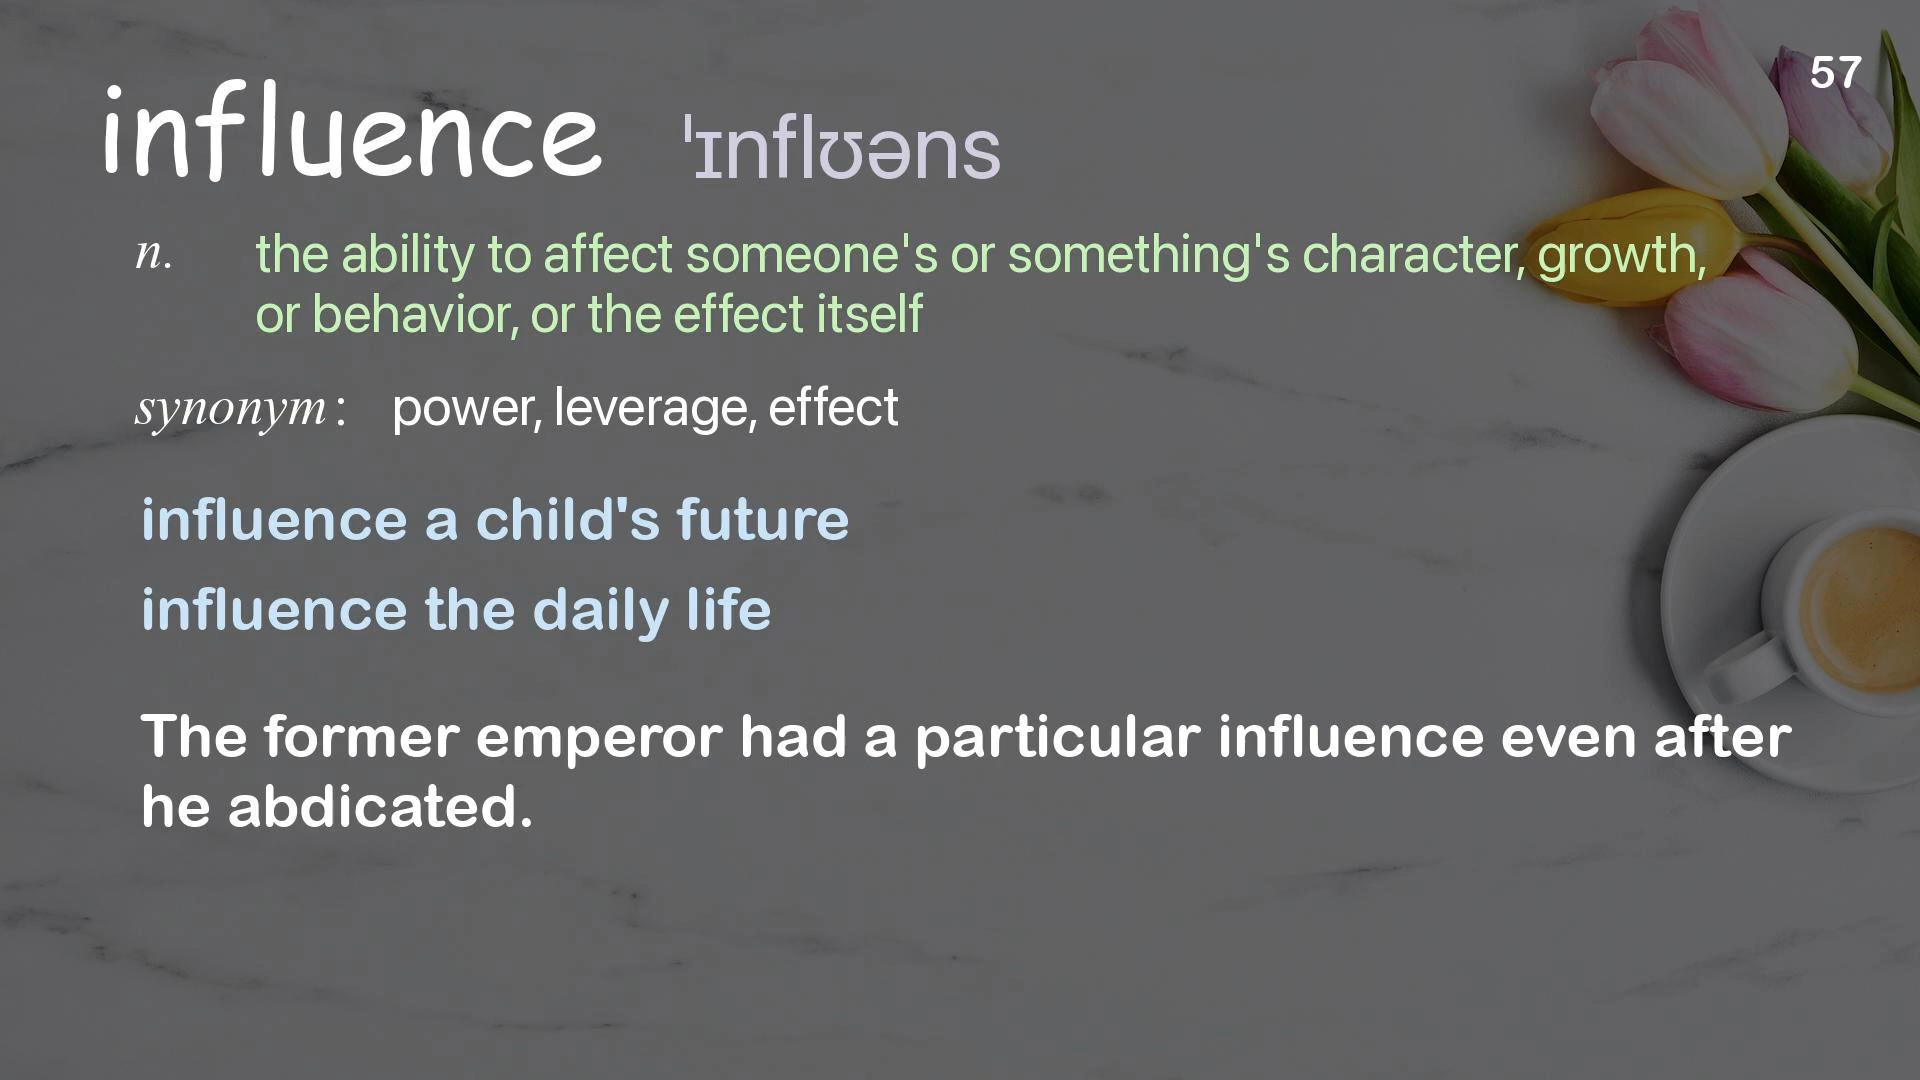 57
influence ˈɪnflʊəns
n. the ability to affect someone's or something's character, growth,
or behavior, or the effect itself
synonym: power, leverage, effect
influence a child's future
influence the daily life
The former emperor had a particular influence even after
he abdicated.